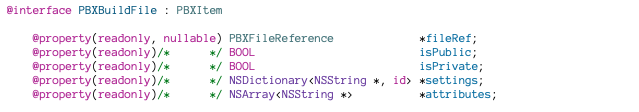 @interface PBXBuildFile : PBXItem
@property(readonly, nullable) PBXFileReference *fileRef;
@property(readonly)/* */ BOOL isPublic;
@property(readonly)/* */ BOOL isPrivate;
@property(readonly)/* */ NSDictionary<NSString *, id> *settings;
@property(readonly)/* */ NSArray<NSString *> *attributes;